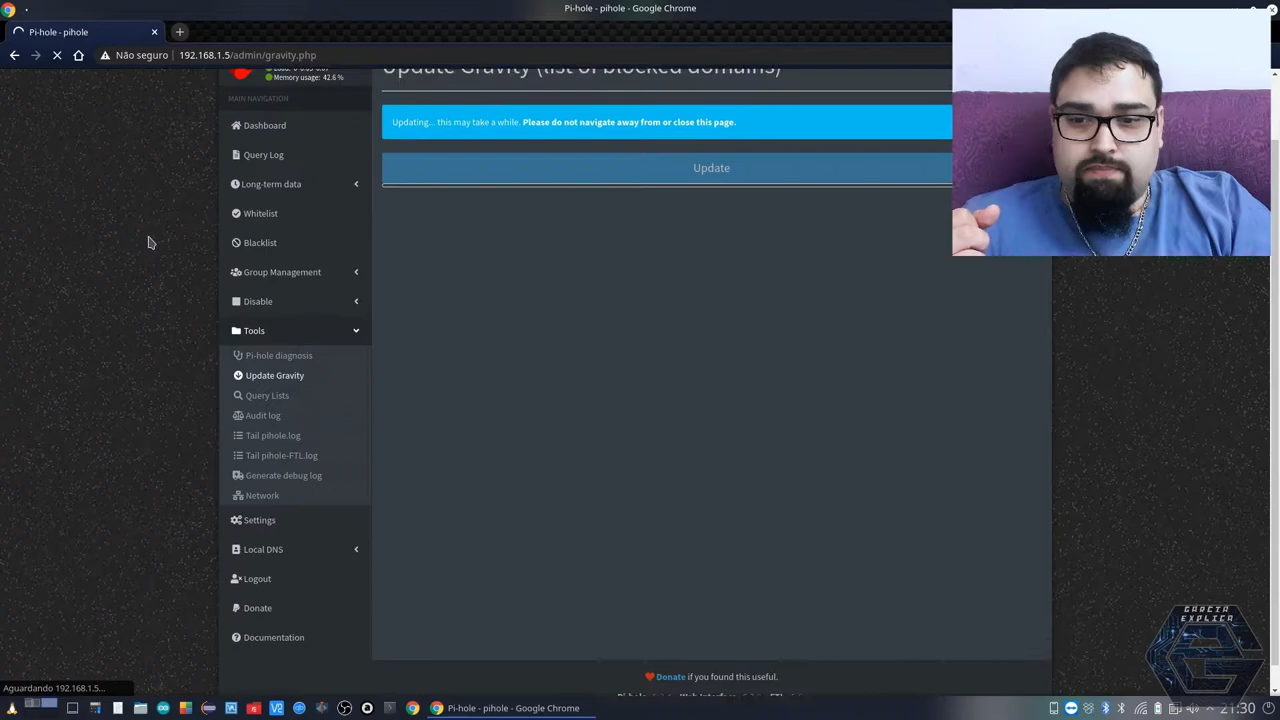 Pi-hole - pihole - Google Chrome
Pi-hole - pihole
Não seguro
192.168.1.5/admin/gravity.php
Memory usage: 42.6 %
Update Gravity (list of blocked domains)
MAIN NAVIGATION
Updating... this may take a while. Please do not navigate away from or close this page.
Update
Dashboard
Query Log
Long-term data
Whitelist
Blacklist
Group Management
Disable
Tools
Pi-hole diagnosis
Update Gravity
Query Lists
Audit log
Tail pihole.log
Tail pihole-FTL.log
Generate debug log
Network
Settings
Local DNS
Logout
Donate
Documentation
Donate if you found this useful.
GARCIA
EXPLICA
Aguardando 192.168.1.5...
Pi-hole - pihole - Google Chrome
21:30